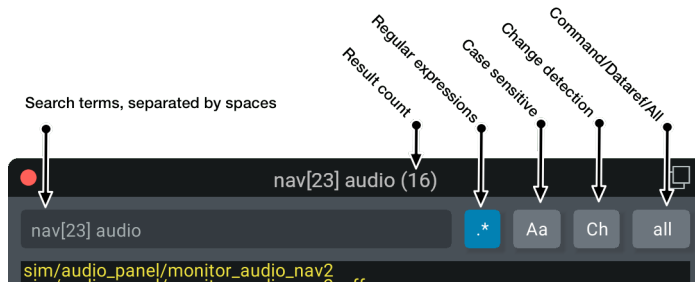 Search terms, separated by spaces
Result count
Regular expressions
Case sensitive
Change detection
Command/Dataref/All
nav[23] audio (16)
nav[23] audio
.*
Aa
Ch
all
sim/audio_panel/monitor_audio_nav2